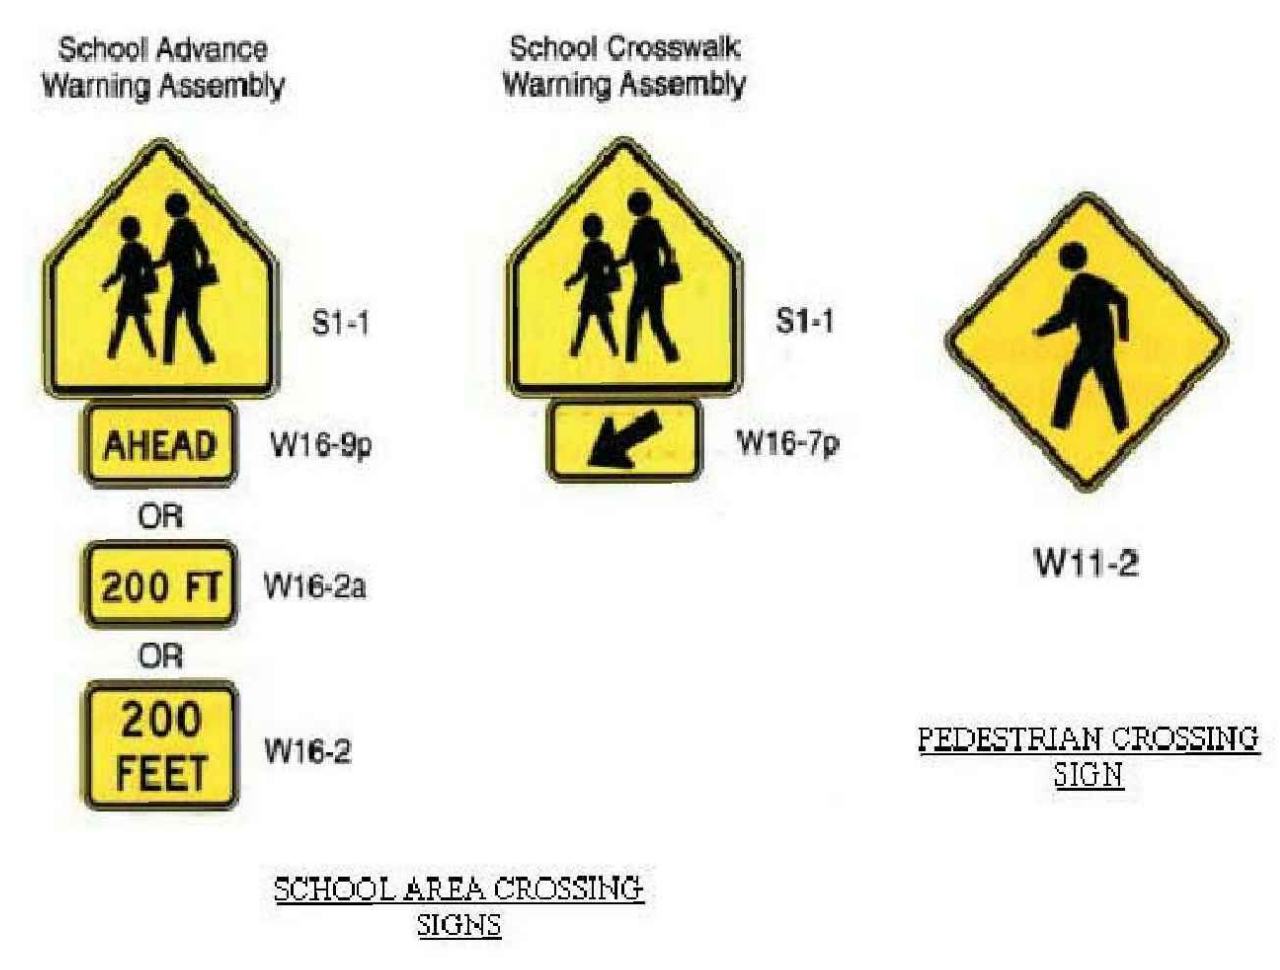 School Advance
Warning Assembly
S1-1
AHEAD
W16-9p
OR
200 FT
W16-2a
OR
200
FEET
W16-2
School Crosswalk
Warning Assembly
S1-1
W16-7p
W11-2
PEDESTRIAN CROSSING
SIGN
SCHOOL AREA CROSSING
SIGNS